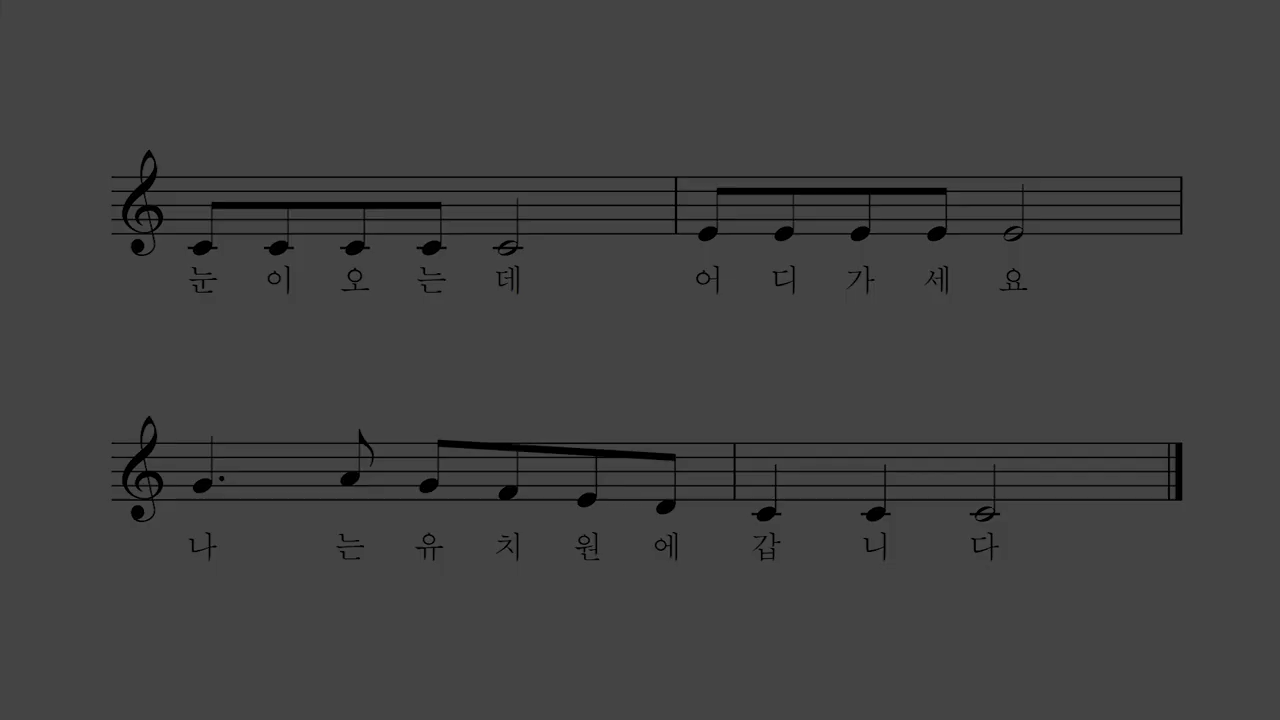 눈 이 오 는 데 어 디 가 세 요
나 는 유 치 원 에 갑 니 다